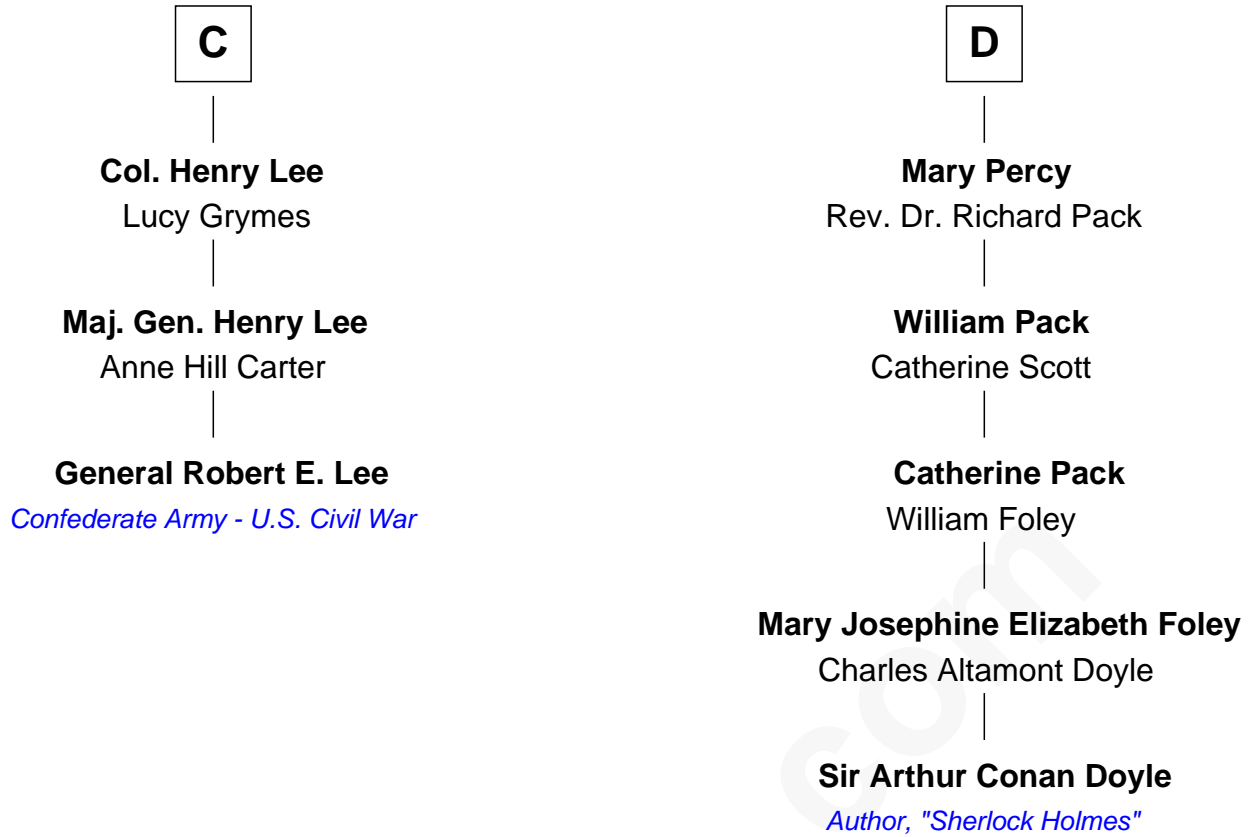 C
Col. Henry Lee
Lucy Grymes
Maj. Gen. Henry Lee
Anne Hill Carter
General Robert E. Lee
Confederate Army - U.S. Civil War
D
Mary Percy
Rev. Dr. Richard Pack
William Pack
Catherine Scott
Catherine Pack
William Foley
Mary Josephine Elizabeth Foley
Charles Altamont Doyle
Sir Arthur Conan Doyle
Author, "Sherlock Holmes"
com